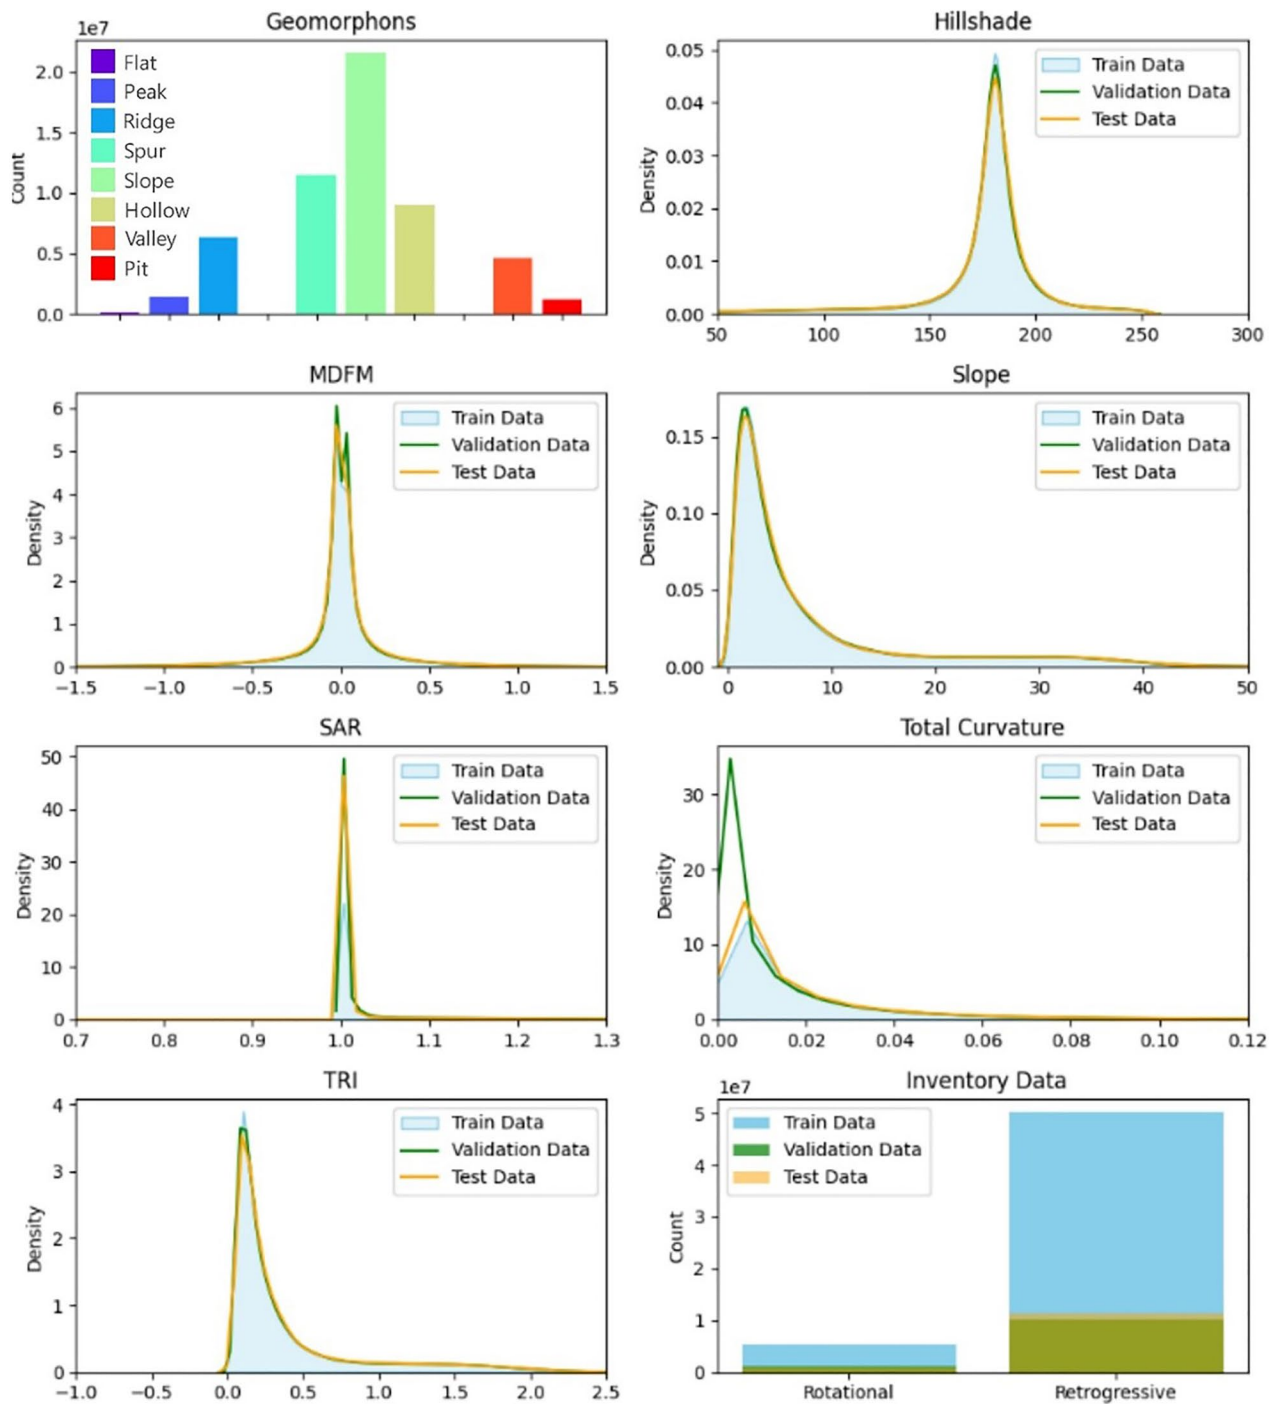 Geomorphons
1e7
Count
2.0
1.5
1.0
0.5
0.0
Flat
Peak
Ridge
Spur
Slope
Hollow
Valley
Pit
Hillshade
Density
0.05
0.04
0.03
0.02
0.01
0.00
50 100 150 200 250 300
Train Data
Validation Data
Test Data
MDFM
Density
6
5
4
3
2
1
0
−1.5 −1.0 −0.5 0.0 0.5 1.0 1.5
Train Data
Validation Data
Test Data
Slope
Density
0.15
0.10
0.05
0.00
0 10 20 30 40 50
Train Data
Validation Data
Test Data
SAR
Density
50
40
30
20
10
0
0.7 0.8 0.9 1.0 1.1 1.2 1.3
Train Data
Validation Data
Test Data
Total Curvature
Density
30
20
10
0
0.00 0.02 0.04 0.06 0.08 0.10 0.12
Train Data
Validation Data
Test Data
TRI
Density
4
3
2
1
0
−1.0 −0.5 0.0 0.5 1.0 1.5 2.0 2.5
Train Data
Validation Data
Test Data
Inventory Data
1e7
Count
5
4
3
2
1
0
Rotational Retrogressive
Train Data
Validation Data
Test Data